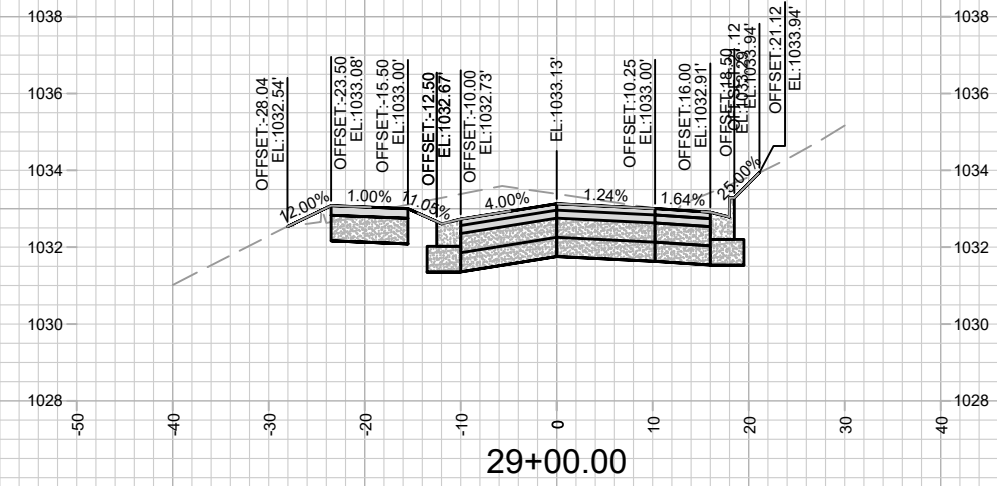 1038
1036
1034
1032
1030
1028
OFFSET:-28.04
EL:1032.54'
OFFSET:-23.50
EL:1033.08'
OFFSET:-15.50
EL:1033.00'
OFFSET:-12.50
EL:1032.67'
OFFSET:-10.00
EL:1032.73'
EL:1033.13'
OFFSET:10.25
EL:1033.00'
OFFSET:16.00
EL:1032.91'
OFFSET:18.50
EL:1033.94'
OFFSET:21.12
EL:1033.94'
12.00%
1.00%
11.05%
4.00%
1.24%
1.64%
25.00%
1038
1036
1034
1032
1030
1028
-50
-40
-30
-20
-10
0
10
20
30
40
29+00.00